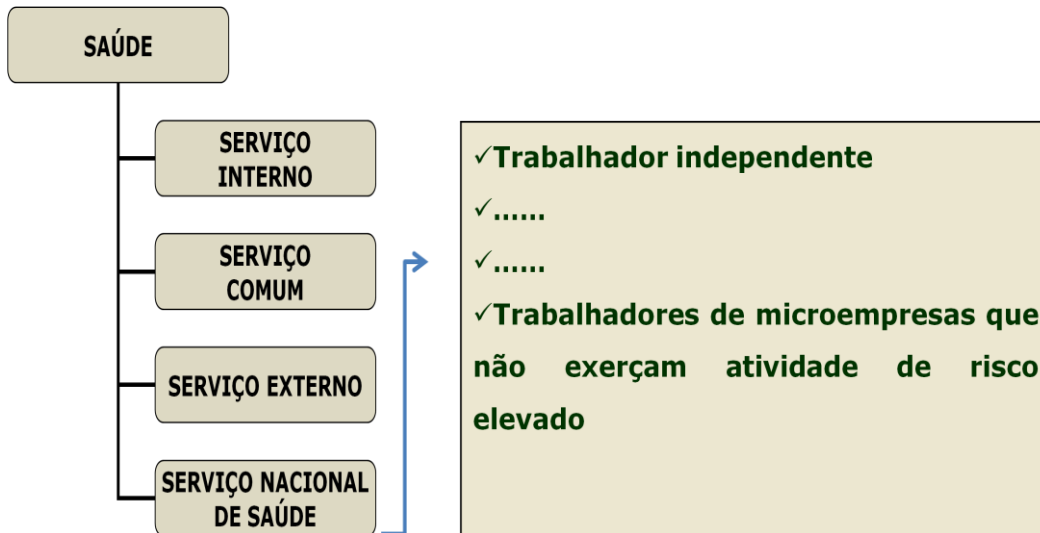 SAÚDE
SERVIÇO
INTERNO
SERVIÇO
COMUM
SERVIÇO EXTERNO
SERVIÇO NACIONAL
DE SAÚDE
✓Trabalhador independente
✓......
✓......
✓Trabalhadores de microempresas que
não exerçam atividade de risco
elevado